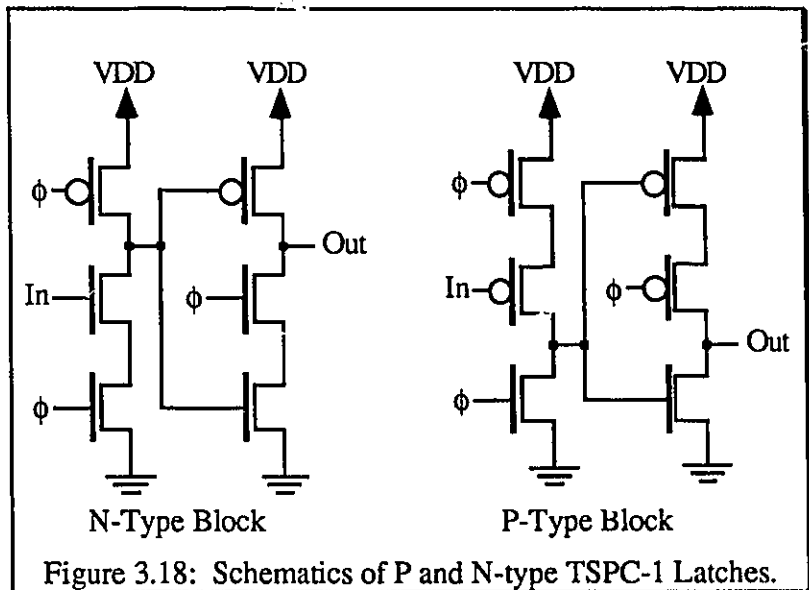 VDD VDD VDD VDD
ϕ ϕ
Out
In ϕ In ϕ
Out
ϕ ϕ
N-Type Block P-Type Block
Figure 3.18: Schematics of P and N-type TSPC-1 Latches.